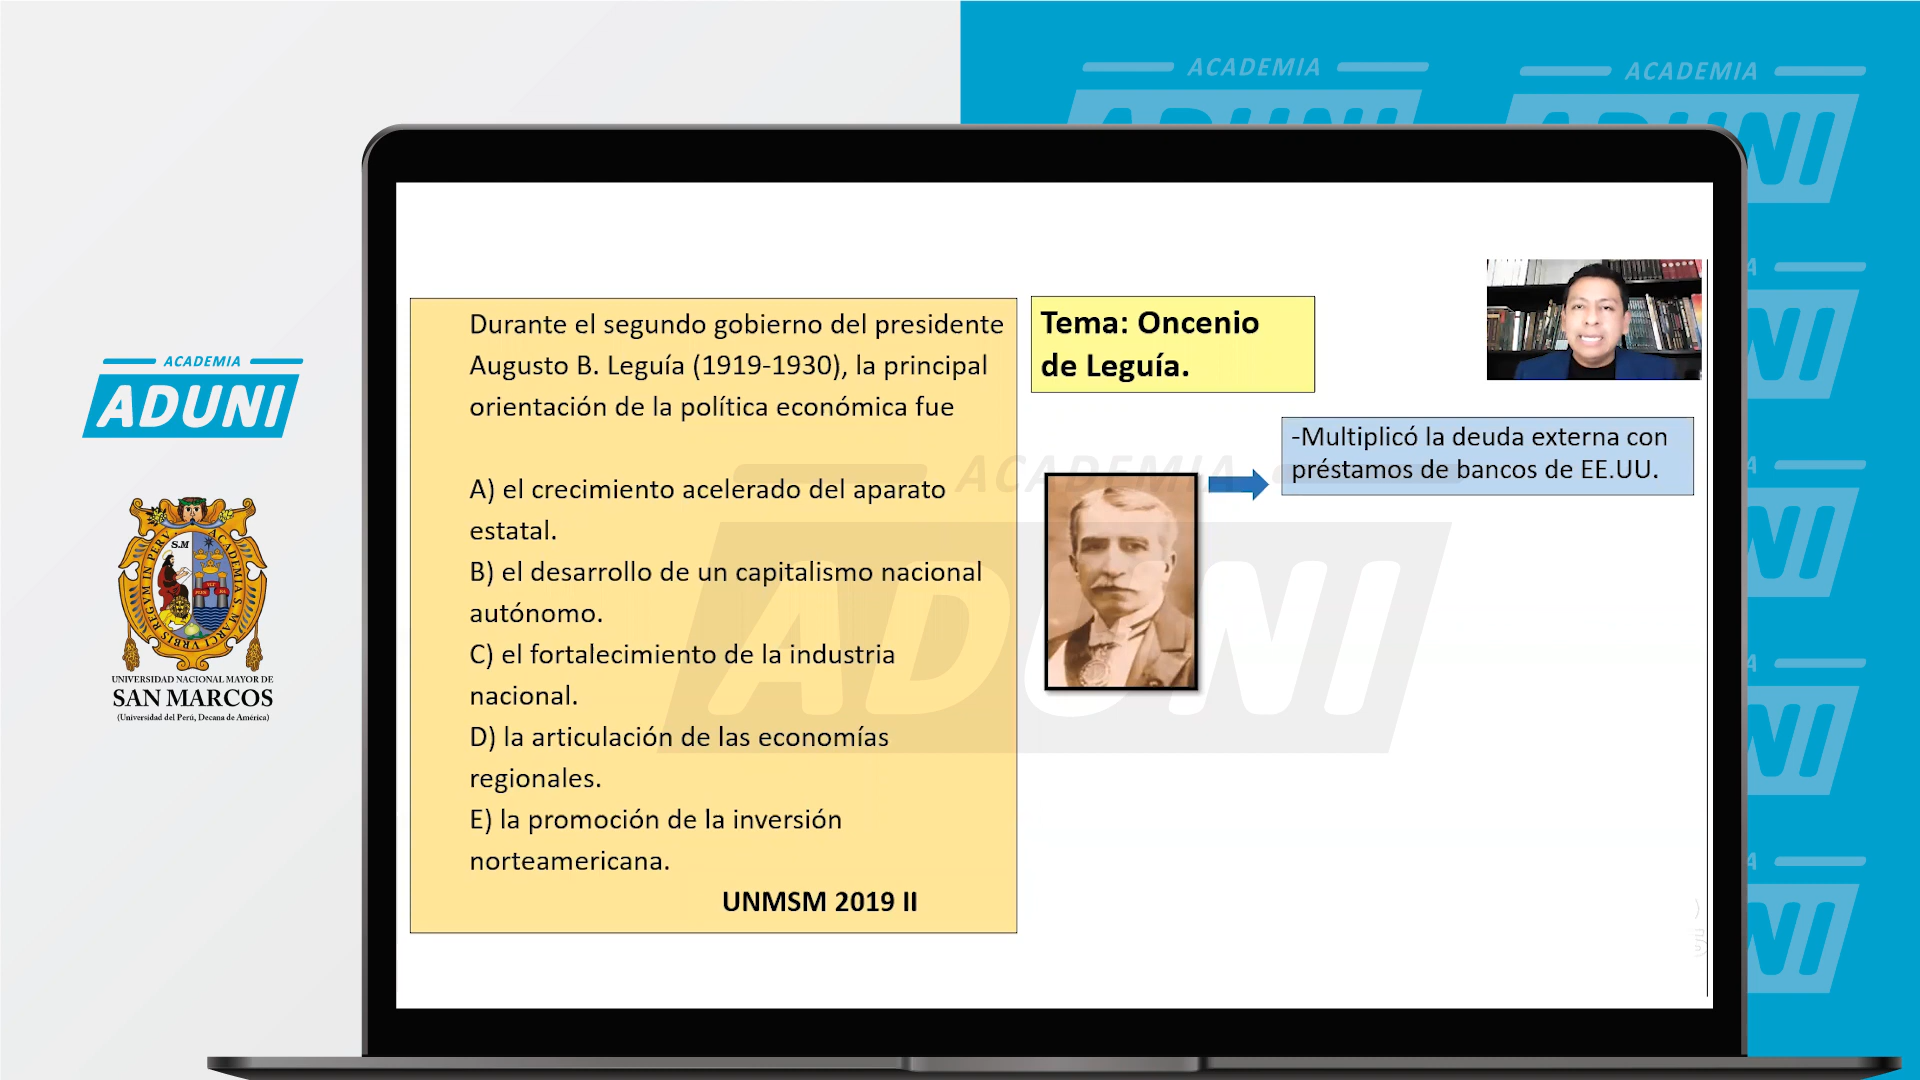 ACADEMIA
ACADEMIA
ADUNI
ADUNI
ACADEMIA
ADUNI
S.M
UNIVERSIDAD NACIONAL MAYOR DE
SAN MARCOS
(Universidad del Perú, Decana de América)
Durante el segundo gobierno del presidente
Augusto B. Leguía (1919-1930), la principal
orientación de la política económica fue
A) el crecimiento acelerado del aparato
estatal.
B) el desarrollo de un capitalismo nacional
autónomo.
C) el fortalecimiento de la industria
nacional.
D) la articulación de las economías
regionales.
E) la promoción de la inversión
norteamericana.
UNMSM 2019 II
Tema: Oncenio
de Leguía.
-Multiplicó la deuda externa con
préstamos de bancos de EE.UU.
ACADEMIA
ADUNI